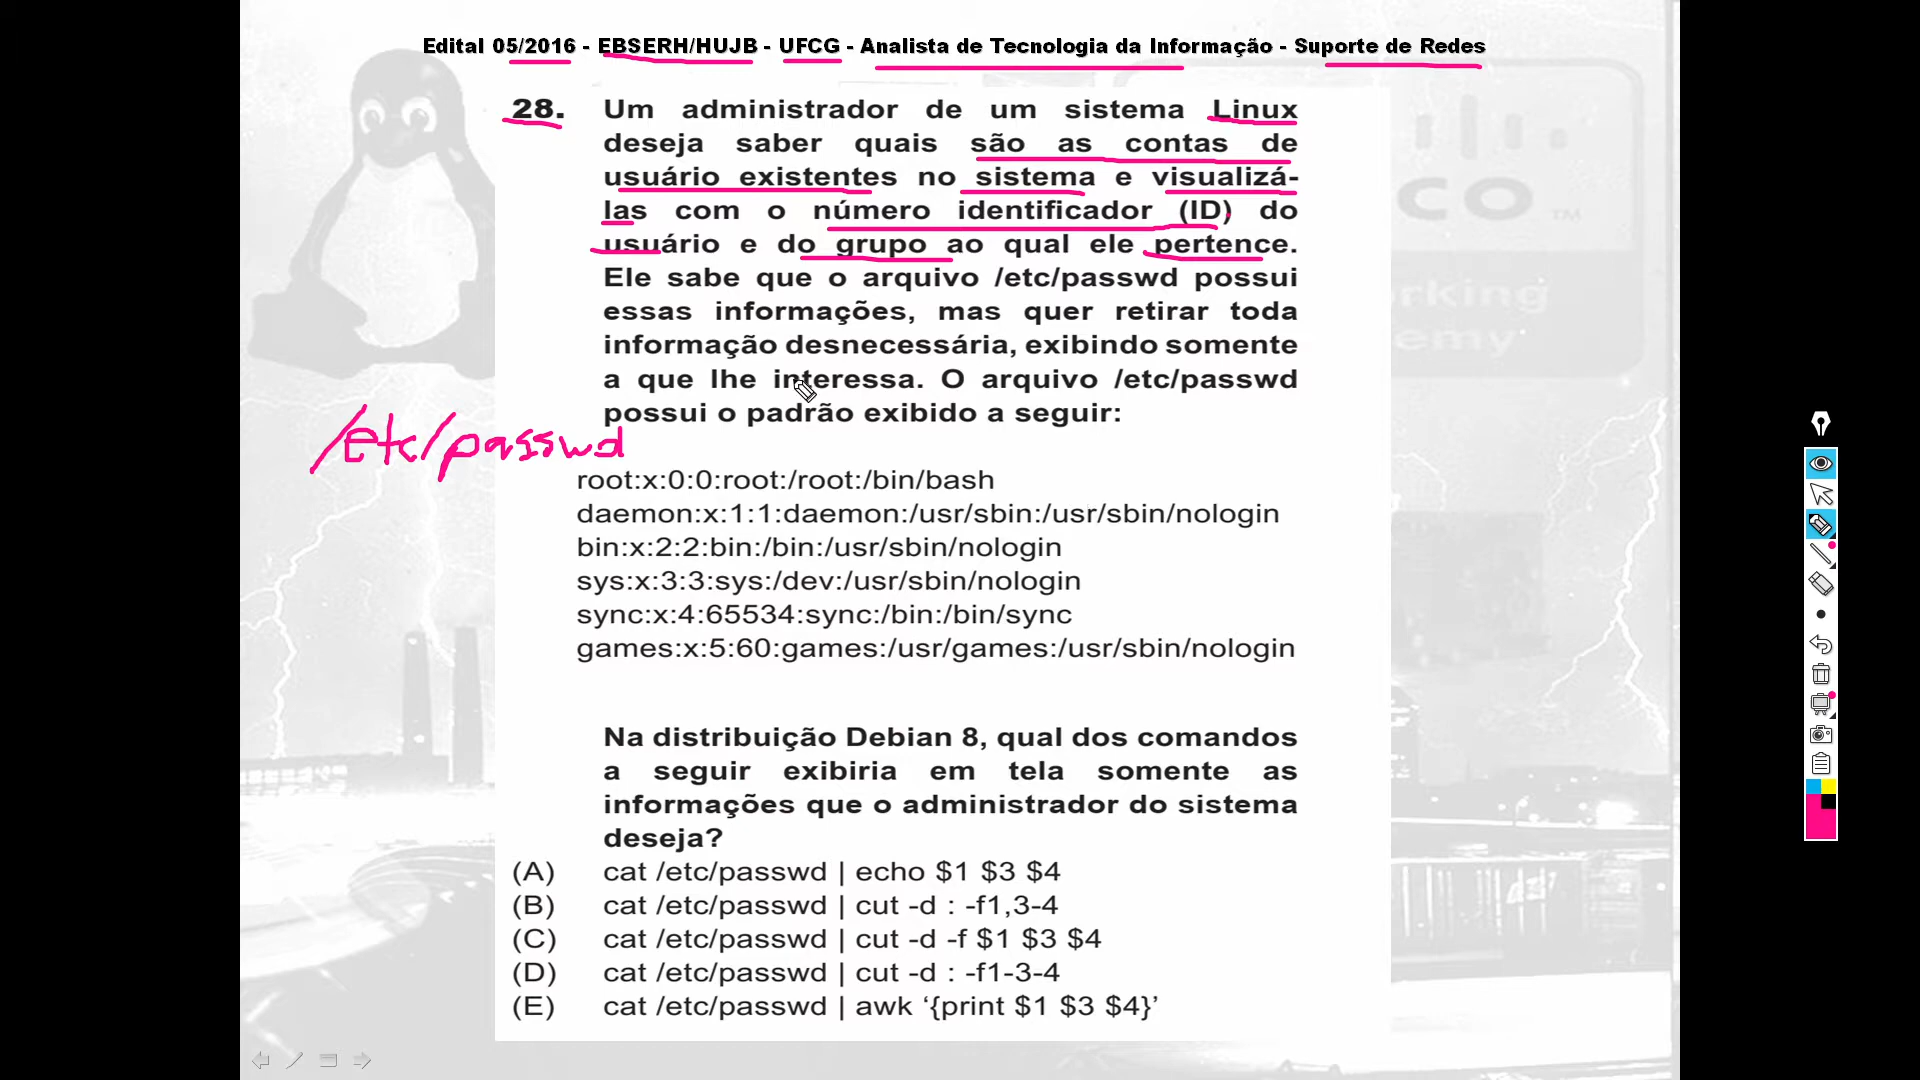 Edital 05/2016 - EBSERH/HUJB - UFCG - Analista de Tecnologia da Informação - Suporte de Redes
28. Um administrador de um sistema Linux
deseja saber quais são as contas de
usuário existentes no sistema e visualizá-
las com o número identificador (ID) do
usuário e do grupo ao qual ele pertence.
Ele sabe que o arquivo /etc/passwd possui
essas informações, mas quer retirar toda
informação desnecessária, exibindo somente
a que lhe interessa. O arquivo /etc/passwd
possui o padrão exibido a seguir:
/etc/passwd
root:x:0:0:root:/root:/bin/bash
daemon:x:1:1:daemon:/usr/sbin:/usr/sbin/nologin
bin:x:2:2:bin:/bin:/usr/sbin/nologin
sys:x:3:3:sys:/dev:/usr/sbin/nologin
sync:x:4:65534:sync:/bin:/bin/sync
games:x:5:60:games:/usr/games:/usr/sbin/nologin
Na distribuição Debian 8, qual dos comandos
a seguir exibiria em tela somente as
informações que o administrador do sistema
deseja?
(A) cat /etc/passwd | echo $1 $3 $4
(B) cat /etc/passwd | cut -d : -f1,3-4
(C) cat /etc/passwd | cut -d -f $1 $3 $4
(D) cat /etc/passwd | cut -d : -f1-3-4
(E) cat /etc/passwd | awk ‘{print $1 $3 $4}’